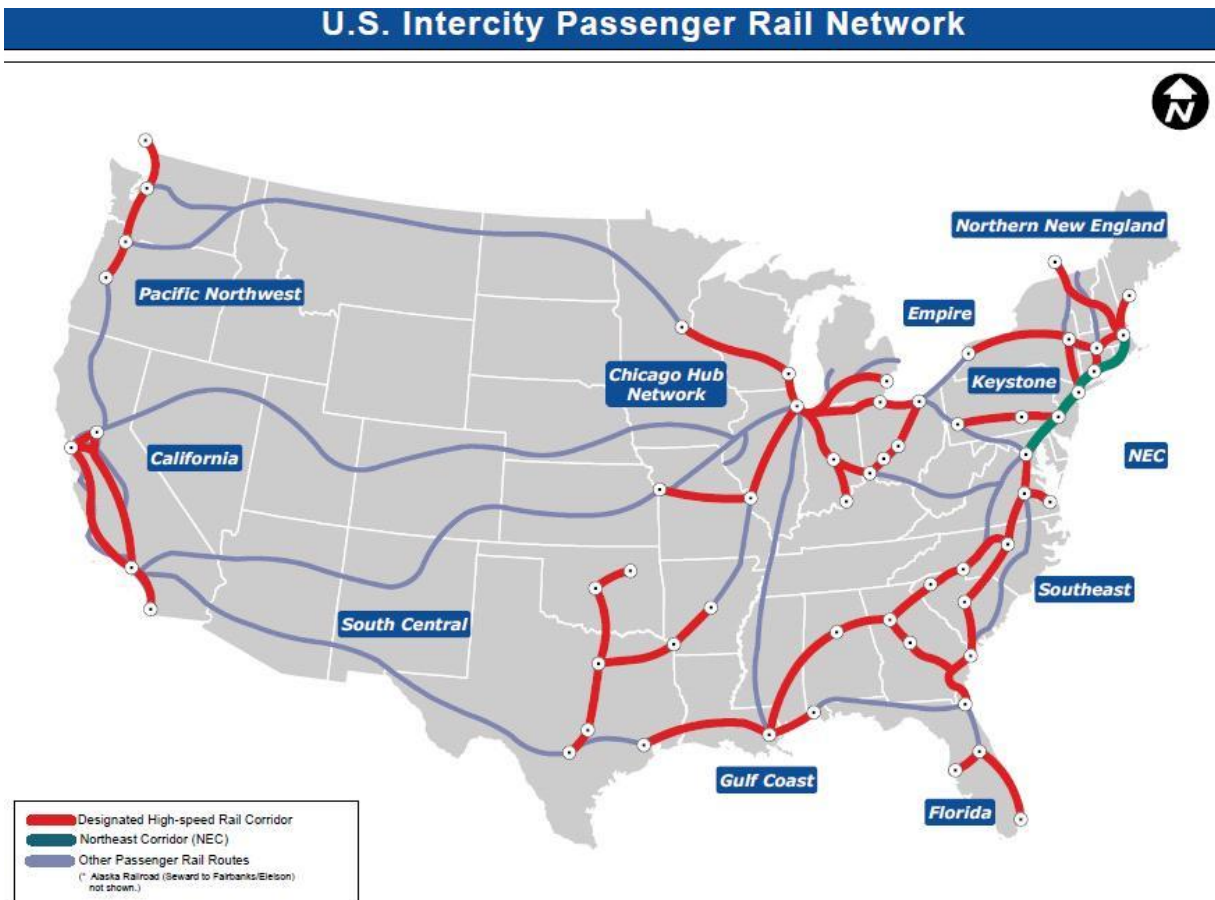 U.S. Intercity Passenger Rail Network
N
Northern New England
Pacific Northwest
Empire
Chicago Hub
Network
Keystone
California
NEC
South Central
Southeast
Gulf Coast
Florida
Designated High-speed Rail Corridor
Northeast Corridor (NEC)
Other Passenger Rail Routes
(* Alaska Railroad (Seward to Fairbanks/Eielson)
not shown.)